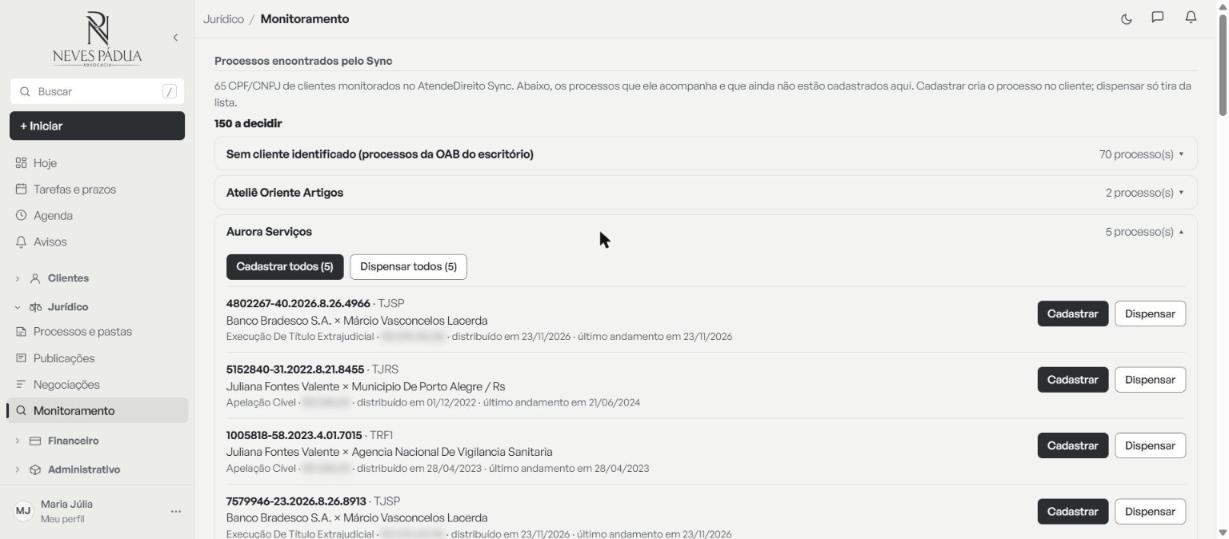 NEVES PÁDUA
ADVOCACIA
Buscar /
+ Iniciar
Hoje
Tarefas e prazos
Agenda
Avisos
Clientes
Jurídico
Processos e pastas
Publicações
Negociações
Monitoramento
Financeiro
Administrativo
MJ
Maria Júlia
Meu perfil
Jurídico / Monitoramento
Processos encontrados pelo Sync
65 CPF/CNPJ de clientes monitorados no AtendeDireito Sync. Abaixo, os processos que ele acompanha e que ainda não estão cadastrados aqui. Cadastrar cria o processo no cliente; dispensar só tira da
lista.
150 a decidir
Sem cliente identificado (processos da OAB do escritório) 70 processo(s)
Ateliê Oriente Artigos 2 processo(s)
Aurora Serviços 5 processo(s)
Cadastrar todos (5) Dispensar todos (5)
4802267-40.2026.8.26.4966 · TJSP
Banco Bradesco S.A. × Márcio Vasconcelos Lacerda
Execução De Título Extrajudicial · · distribuído em 23/11/2026 · último andamento em 23/11/2026
Cadastrar Dispensar
5152840-31.2022.8.21.8455 · TJRS
Juliana Fontes Valente × Municipio De Porto Alegre / Rs
Apelação Cível · · distribuído em 01/12/2022 · último andamento em 21/06/2024
Cadastrar Dispensar
1005818-58.2023.4.01.7015 · TRF1
Juliana Fontes Valente × Agencia Nacional De Vigilancia Sanitaria
Apelação Cível · · distribuído em 28/04/2023 · último andamento em 28/04/2023
Cadastrar Dispensar
7579946-23.2026.8.26.8913 · TJSP
Banco Bradesco S.A. × Márcio Vasconcelos Lacerda
Execução De Título Extrajudicial · · distribuído em 23/11/2026 · último andamento em 23/11/2026
Cadastrar Dispensar